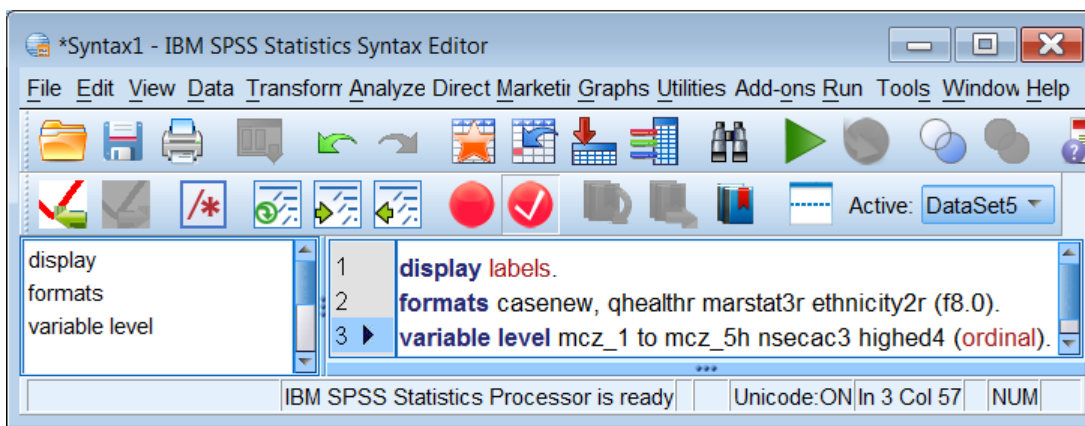 *Syntax1 - IBM SPSS Statistics Syntax Editor
File Edit View Data Transform Analyze Direct Marketin Graphs Utilities Add-ons Run Tools Window Help
/*
Active: DataSet5
display
formats
variable level
1 display labels.
2 formats casenew, qhealthr marstat3r ethnicity2r (f8.0).
3 variable level mcz_1 to mcz_5h nsecac3 highed4 (ordinal).
IBM SPSS Statistics Processor is ready Unicode:ON In 3 Col 57 NUM